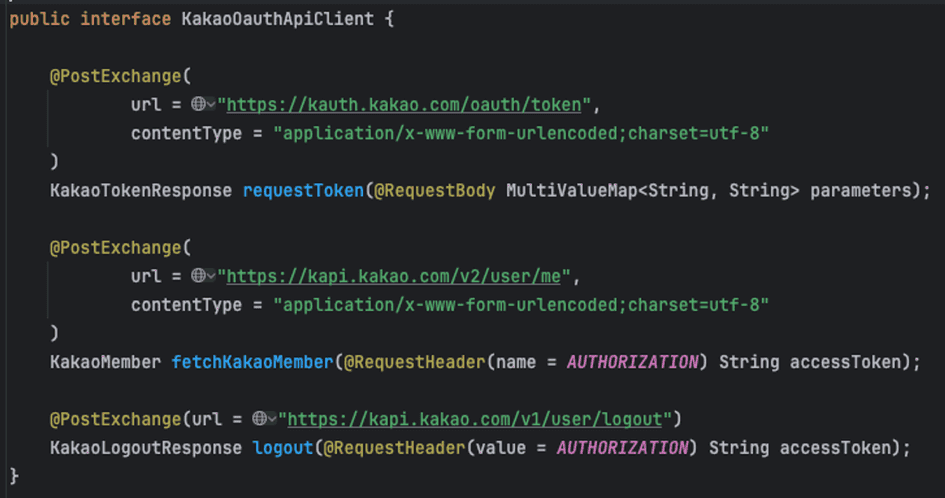 public interface KakaoOauthApiClient {
@PostExchange(
url = "https://kauth.kakao.com/oauth/token",
contentType = "application/x-www-form-urlencoded;charset=utf-8"
)
KakaoTokenResponse requestToken(@RequestBody MultiValueMap<String, String> parameters);
@PostExchange(
url = "https://kapi.kakao.com/v2/user/me",
contentType = "application/x-www-form-urlencoded;charset=utf-8"
)
KakaoMember fetchKakaoMember(@RequestHeader(name = AUTHORIZATION) String accessToken);
@PostExchange(url = "https://kapi.kakao.com/v1/user/logout")
KakaoLogoutResponse logout(@RequestHeader(value = AUTHORIZATION) String accessToken);
}